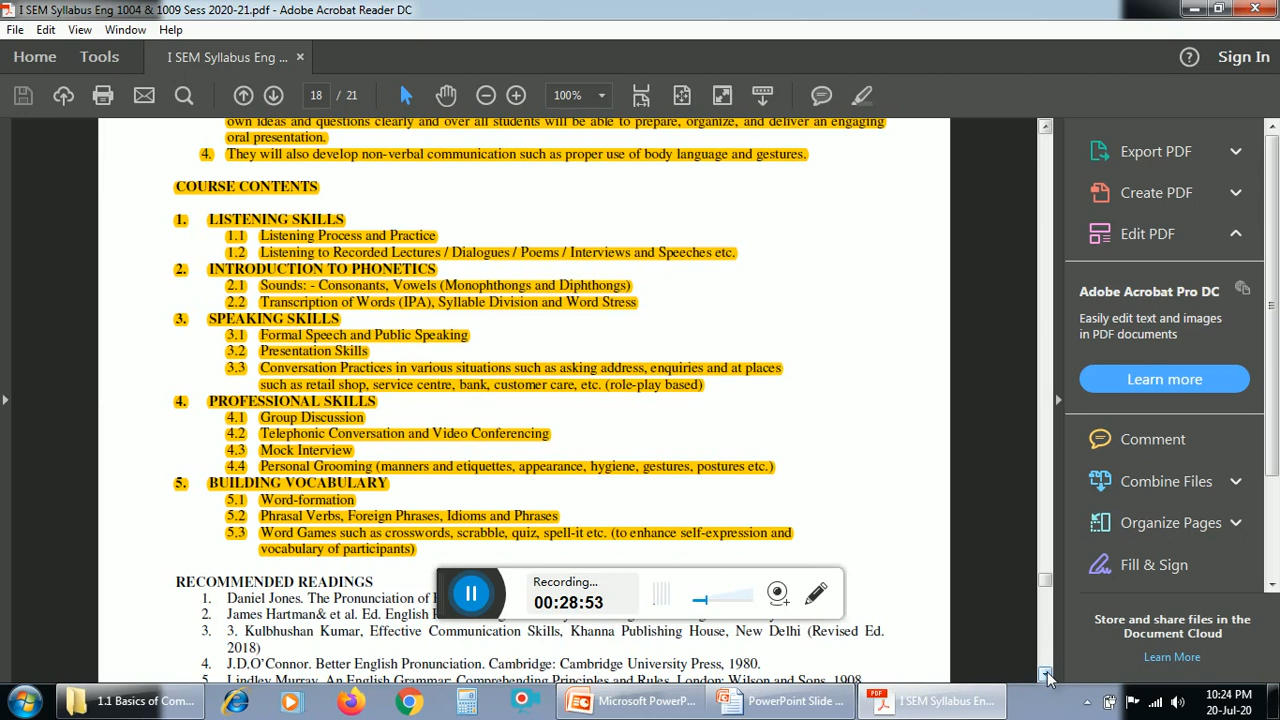 I SEM Syllabus Eng 1004 & 1009 Sess 2020-21.pdf - Adobe Acrobat Reader DC
File Edit View Window Help
Home Tools I SEM Syllabus Eng ... × ? Sign In
18 / 21 100%
own ideas and questions clearly and over all students will be able to prepare, organize, and deliver an engaging
oral presentation.
4. They will also develop non-verbal communication such as proper use of body language and gestures.
COURSE CONTENTS
1. LISTENING SKILLS
1.1 Listening Process and Practice
1.2 Listening to Recorded Lectures / Dialogues / Poems / Interviews and Speeches etc.
2. INTRODUCTION TO PHONETICS
2.1 Sounds: - Consonants, Vowels (Monophthongs and Diphthongs)
2.2 Transcription of Words (IPA), Syllable Division and Word Stress
3. SPEAKING SKILLS
3.1 Formal Speech and Public Speaking
3.2 Presentation Skills
3.3 Conversation Practices in various situations such as asking address, enquiries and at places
such as retail shop, service centre, bank, customer care, etc. (role-play based)
4. PROFESSIONAL SKILLS
4.1 Group Discussion
4.2 Telephonic Conversation and Video Conferencing
4.3 Mock Interview
4.4 Personal Grooming (manners and etiquettes, appearance, hygiene, gestures, postures etc.)
5. BUILDING VOCABULARY
5.1 Word-formation
5.2 Phrasal Verbs, Foreign Phrases, Idioms and Phrases
5.3 Word Games such as crosswords, scrabble, quiz, spell-it etc. (to enhance self-expression and
vocabulary of participants)
RECOMMENDED READINGS
1. Daniel Jones. The Pronunciation of
2. James Hartman& et al. Ed. English
3. 3. Kulbhushan Kumar, Effective Communication Skills, Khanna Publishing House, New Delhi (Revised Ed.
2018)
4. J.D.O'Connor. Better English Pronunciation. Cambridge: Cambridge University Press, 1980.
5. Lindley Murray. An English Grammar: Comprehending Principles and Rules. London: Wilson and Sons, 1908.
Recording...
00:28:53
Export PDF
Create PDF
Edit PDF
Adobe Acrobat Pro DC
Easily edit text and images
in PDF documents
Learn more
Comment
Combine Files
Organize Pages
Fill & Sign
Store and share files in the
Document Cloud
Learn More
1.1 Basics of Com...
Microsoft PowerP...
PowerPoint Slide ...
I SEM Syllabus En...
10:24 PM
20-Jul-20